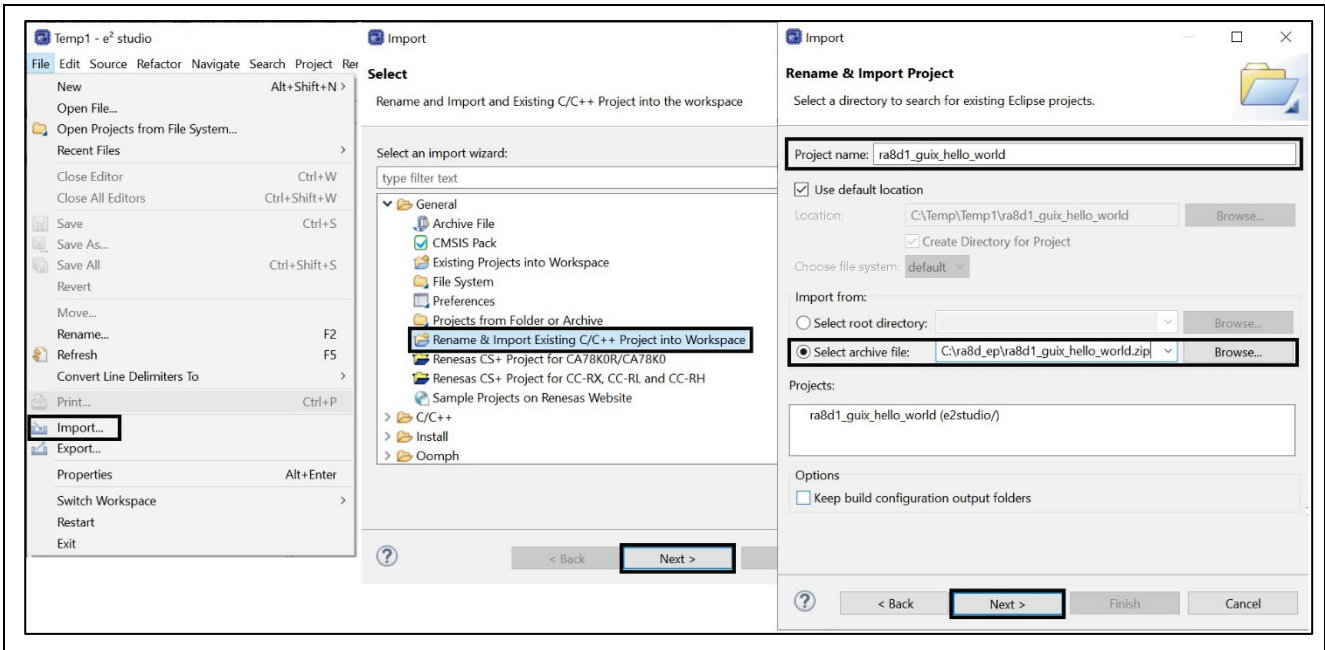 Temp1 - e² studio
File Edit Source Refactor Navigate Search Project
New Alt+Shift+N >
Open File...
Open Projects from File System...
Recent Files >
Close Editor Ctrl+W
Close All Editors Ctrl+Shift+W
Save Ctrl+S
Save As...
Save All Ctrl+Shift+S
Revert
Move...
Rename... F2
Refresh F5
Convert Line Delimiters To >
Print... Ctrl+P
Import...
Export...
Properties Alt+Enter
Switch Workspace >
Restart
Exit
Import
Select
Rename and Import and Existing C/C++ Project into the workspace
Select an import wizard:
type filter text
General
Archive File
CMSIS Pack
Existing Projects into Workspace
File System
Preferences
Projects from Folder or Archive
Rename & Import Existing C/C++ Project into Workspace
Renesas CS+ Project for CA78K0R/CA78K0
Renesas CS+ Project for CC-RX, CC-RL and CC-RH
Sample Projects on Renesas Website
> C/C++
> Install
> Oomph
? < Back Next >
Import
Rename & Import Project
Select a directory to search for existing Eclipse projects.
Project name: ra8d1_guix_hello_world
Use default location
Location: C:\Temp\Temp1\ra8d1_guix_hello_world Browse...
Create Directory for Project
Choose file system: default
Import from:
Select root directory: Browse...
Select archive file: C:\ra8d_ep\ra8d1_guix_hello_world.zip Browse...
Projects:
ra8d1_guix_hello_world (e2studio/)
Options
Keep build configuration output folders
? < Back Next > Finish Cancel